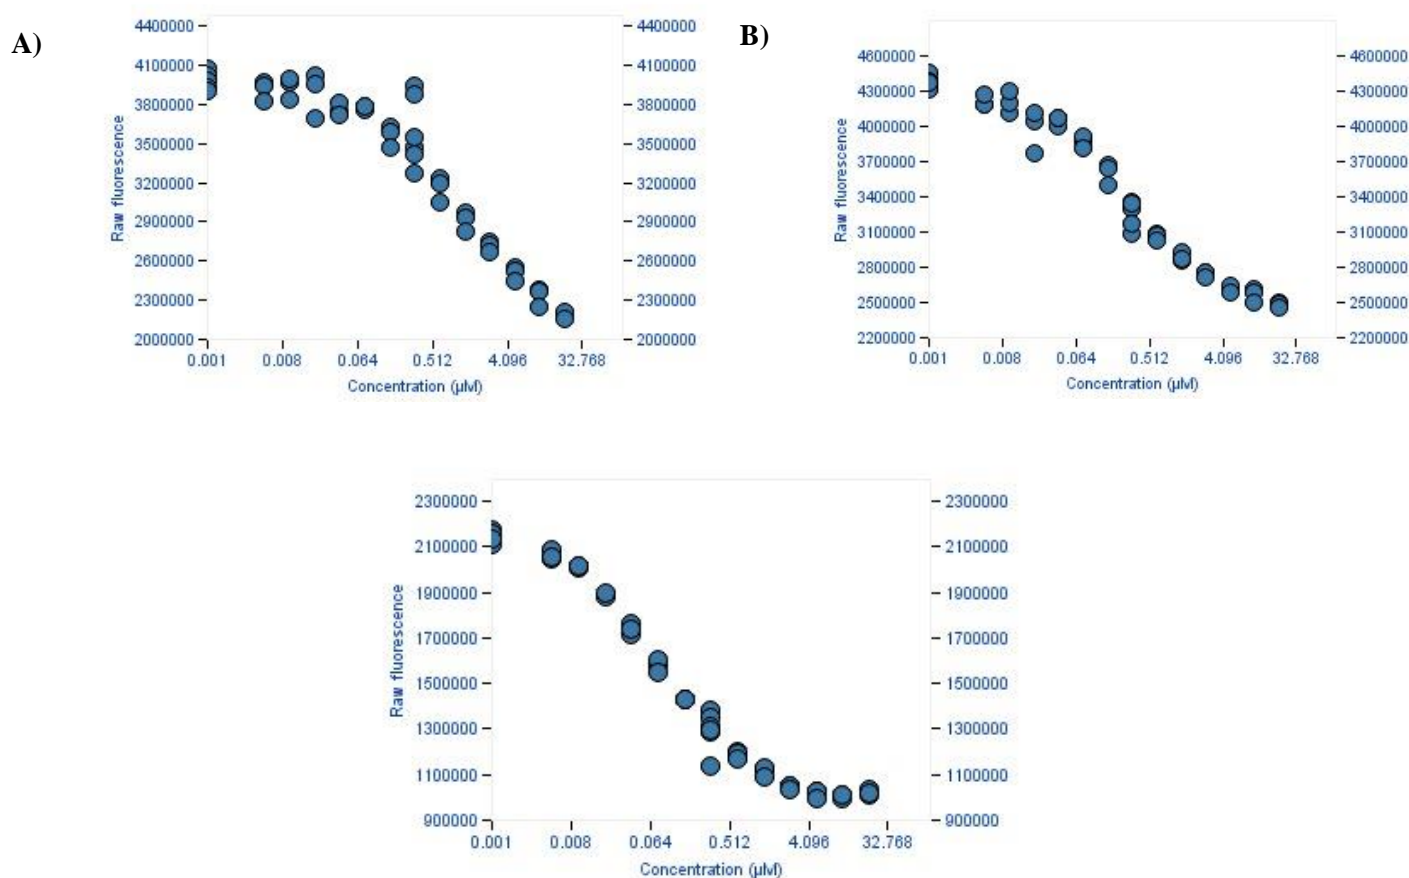 A)
4400000 4400000
4100000 4100000
3800000 3800000
3500000 3500000
3200000 3200000
2900000 2900000
2600000 2600000
2300000 2300000
2000000 2000000
Raw fluorescence
0.001 0.008 0.064 0.512 4.096 32.768
Concentration (µM)
B)
4600000 4600000
4300000 4300000
4000000 4000000
3700000 3700000
3400000 3400000
3100000 3100000
2800000 2800000
2500000 2500000
2200000 2200000
Raw fluorescence
0.001 0.008 0.064 0.512 4.096 32.768
Concentration (µM)
2300000 2300000
2100000 2100000
1900000 1900000
1700000 1700000
1500000 1500000
1300000 1300000
1100000 1100000
900000 900000
Raw fluorescence
0.001 0.008 0.064 0.512 4.096 32.768
Concentration (µM)